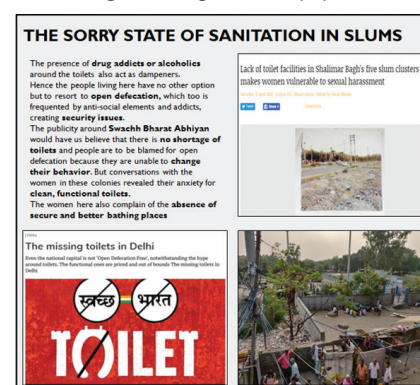 THE SORRY STATE OF SANITATION IN SLUMS
The presence of drug addicts or alcoholics
around the toilets also act as dampeners.
Hence the people living here have no other option
but to resort to open defecation, which too is
frequented by anti-social elements and addicts,
creating security issues.
The publicity around Swachh Bharat Abhiyan
would have us believe that there is no shortage of
toilets and people are to be blamed for open
defecation because they are unable to change
their behavior. But conversations with the
women in these colonies revealed their anxiety for
clean, functional toilets.
The women here also complain of the absence of
secure and better bathing places
Lack of toilet facilities in Shalimar Bagh's five slum clusters
makes women vulnerable to sexual harassment
The missing toilets in Delhi
Even the national capital is not 'Open Defecation Free', notwithstanding the hype
around toilets. The functional ones are priced and out of bounds The missing toilets in
Delhi
स्वच्छ भारत
TOILET